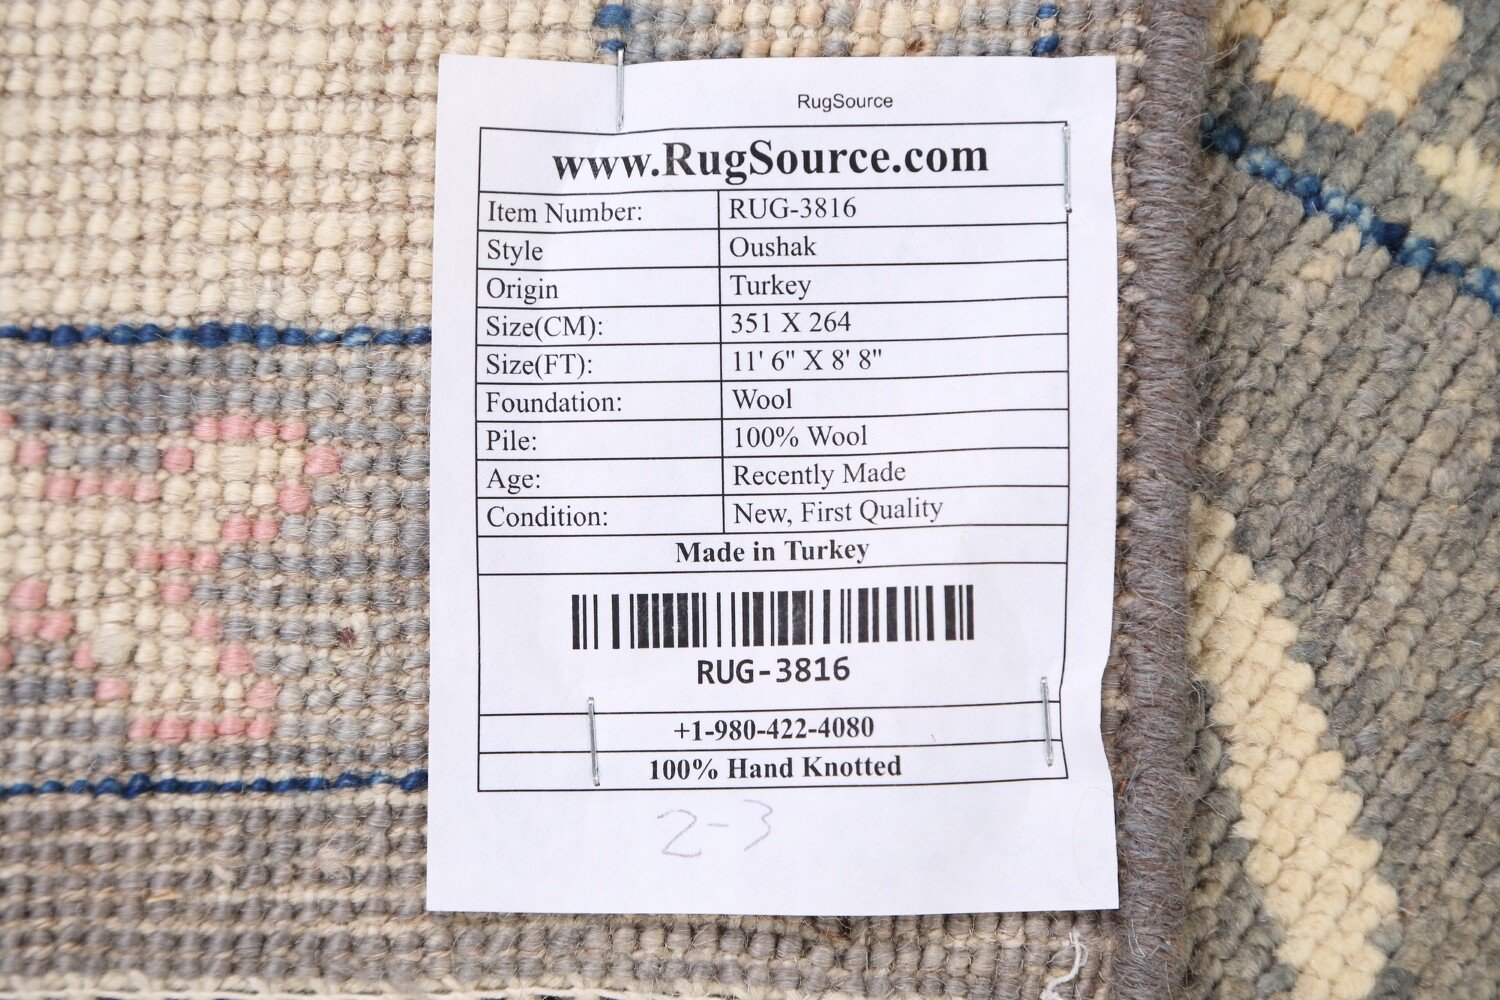 RugSource
www.RugSource.com
Item Number: RUG-3816
Style Oushak
Origin Turkey
Size(CM): 351 X 264
Size(FT): 11' 6" X 8' 8"
Foundation: Wool
Pile: 100% Wool
Age: Recently Made
Condition: New, First Quality
Made in Turkey
RUG-3816
+1-980-422-4080
100% Hand Knotted
2-3